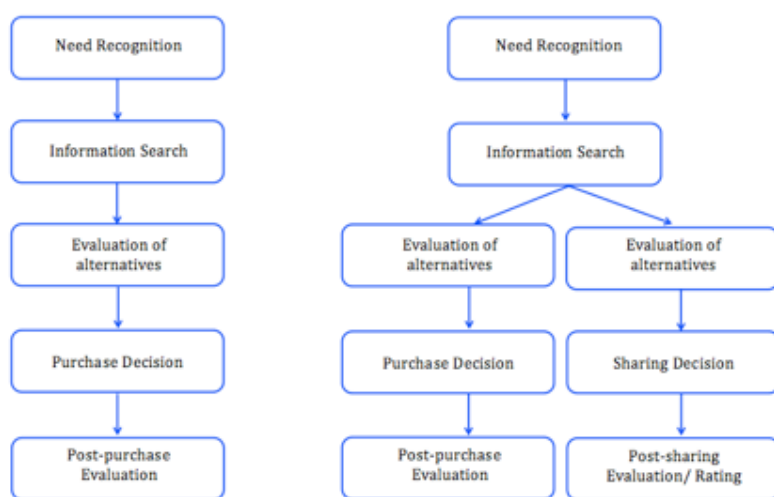 Need Recognition
Information Search
Evaluation of
alternatives
Purchase Decision
Post-purchase
Evaluation
Need Recognition
Information Search
Evaluation of
alternatives
Purchase Decision
Post-purchase
Evaluation
Evaluation of
alternatives
Sharing Decision
Post-sharing
Evaluation/ Rating